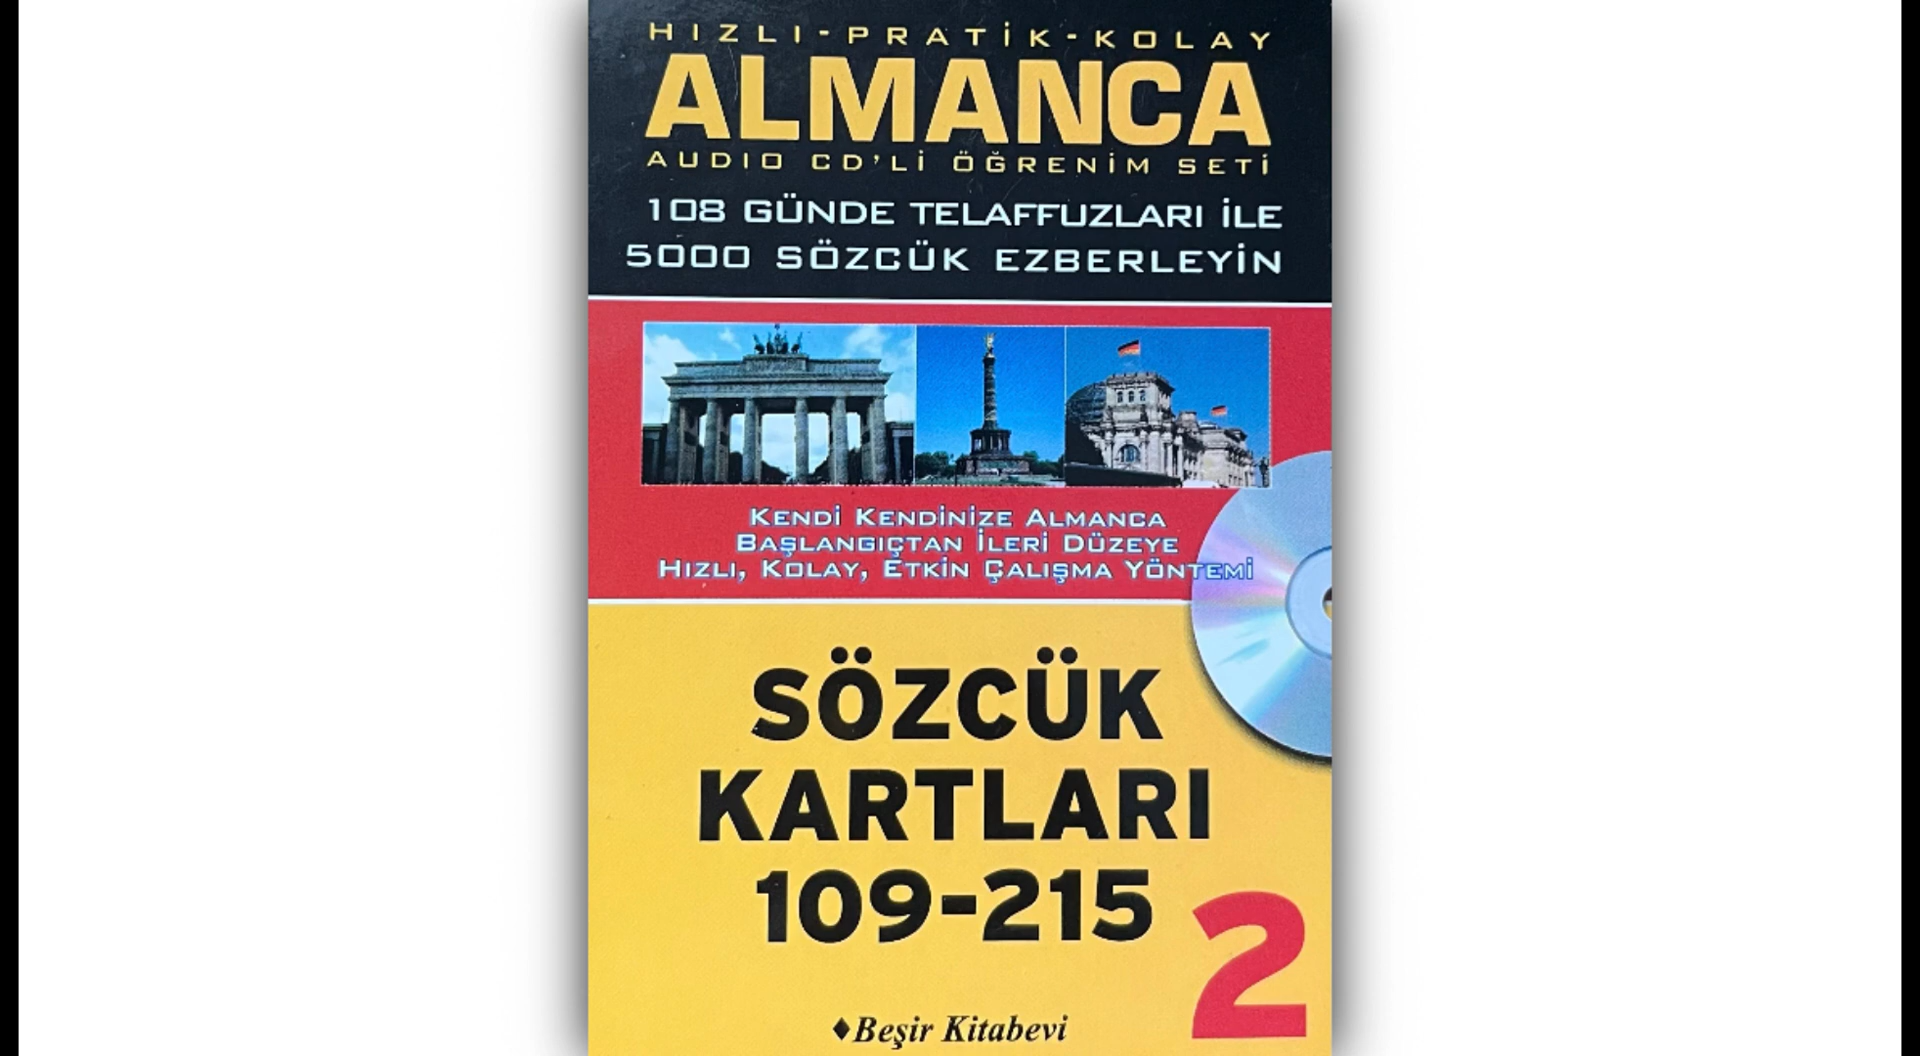 HIZLI-PRATİK-KOLAY
ALMANCA
AUDIO CD'Lİ ÖĞRENİM SETİ
108 GÜNDE TELAFFUZLARI İLE
5000 SÖZCÜK EZBERLEYİN
KENDİ KENDİNİZE ALMANCA
BAŞLANGIÇTAN İLERİ DÜZEYE
HIZLI, KOLAY, ETKİN ÇALIŞMA YÖNTEMİ
SÖZCÜK
KARTLARI
109-215
2
♦Beşir Kitabevi